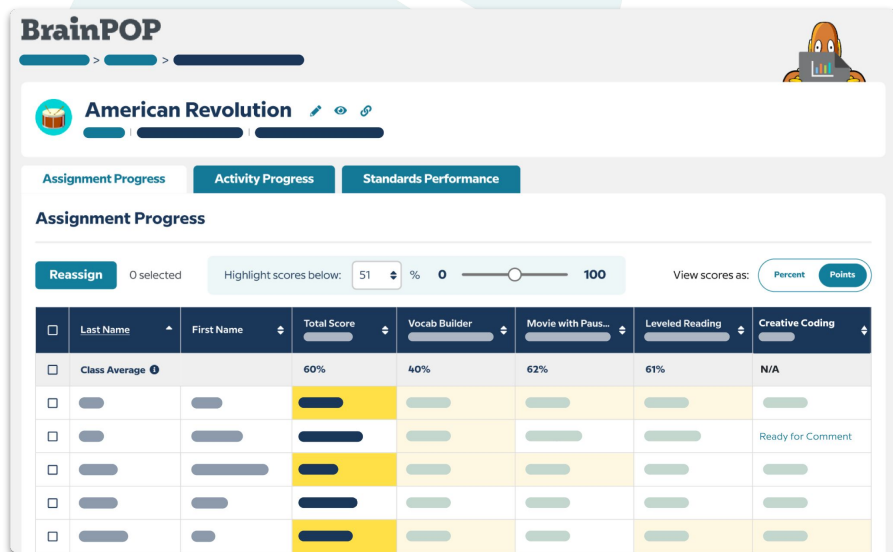 BrainPOP
> >
American Revolution
Assignment Progress Activity Progress Standards Performance
Assignment Progress
Reassign 0 selected Highlight scores below: 51 % 0 100 View scores as: Percent Points
Last Name First Name Total Score Vocab Builder Movie with Paus... Leveled Reading Creative Coding
Class Average 60% 40% 62% 61% N/A
Ready for Comment